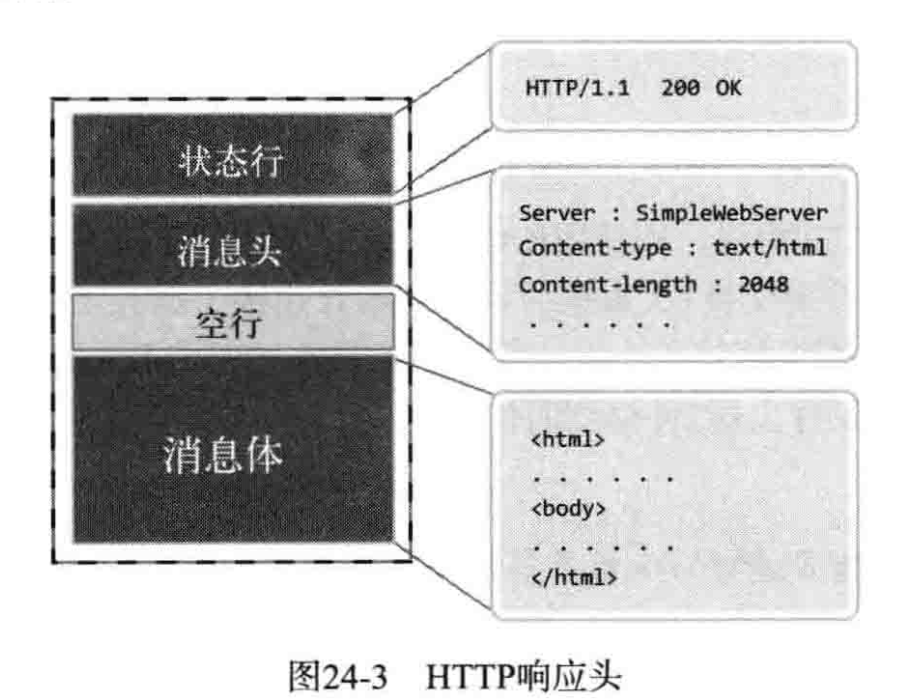 状态行
HTTP/1.1 200 OK
消息头
Server : SimpleWebServer
Content-type : text/html
Content-length : 2048
. . . . . .
空行
消息体
<html>
. . . . . .
<body>
. . . . . .
</html>
图24-3 HTTP响应头